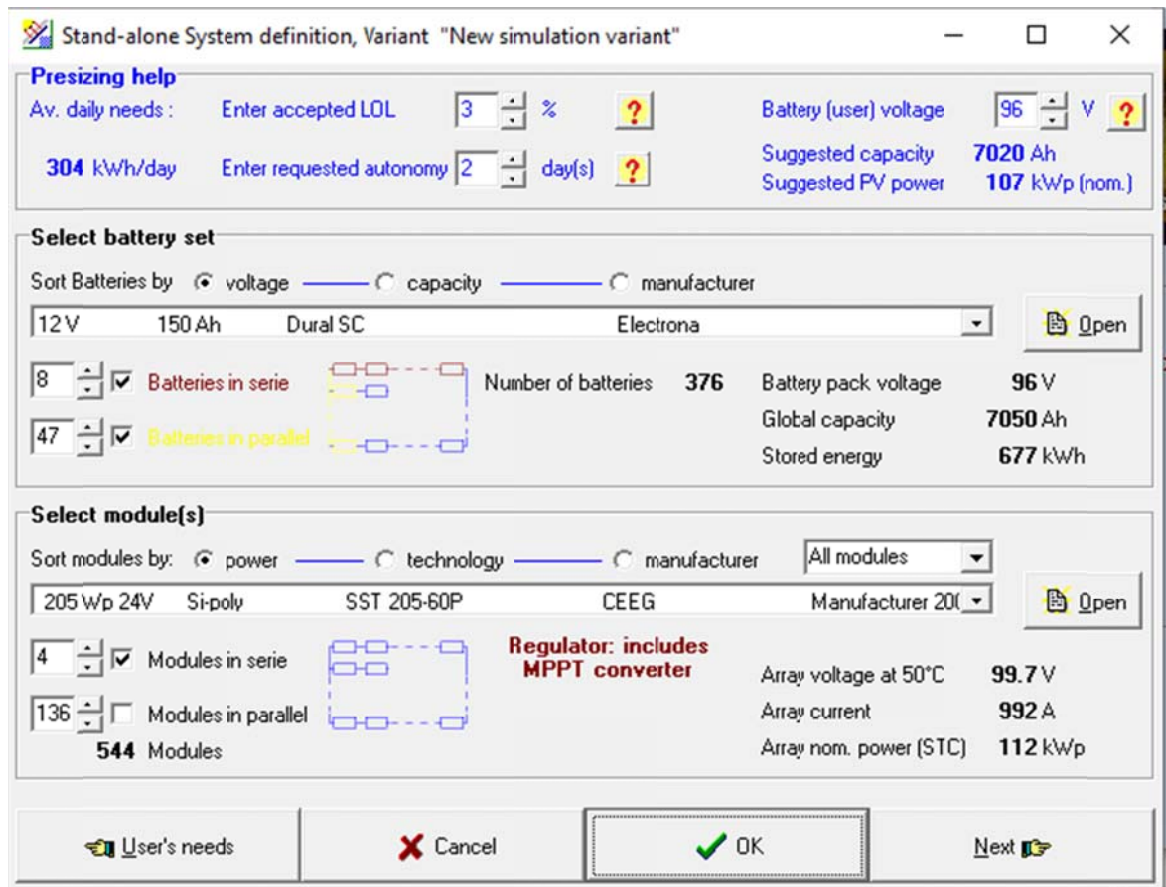 Stand-alone System definition, Variant "New simulation variant"
Presizing help
Av. daily needs : Enter accepted LOL 3 % ? Battery (user) voltage 96 V ?
304 kWh/day Enter requested autonomy 2 day(s) ? Suggested capacity 7020 Ah
Suggested PV power 107 kWp (nom.)
Select battery set
Sort Batteries by voltage capacity manufacturer
12 V 150 Ah Dural SC Electrona Open
8 Batteries in serie Number of batteries 376 Battery pack voltage 96 V
Global capacity 7050 Ah
47 Batteries in parallel Stored energy 677 kWh
Select module(s)
Sort modules by: power technology manufacturer All modules
205 Wp 24V Si-poly SST 205-60P CEEG Manufacturer 20( Open
4 Modules in serie Regulator: includes
MPPT converter Array voltage at 50°C 99.7 V
136 Modules in parallel Array current 992 A
544 Modules Array nom. power (STC) 112 kWp
User's needs Cancel OK Next